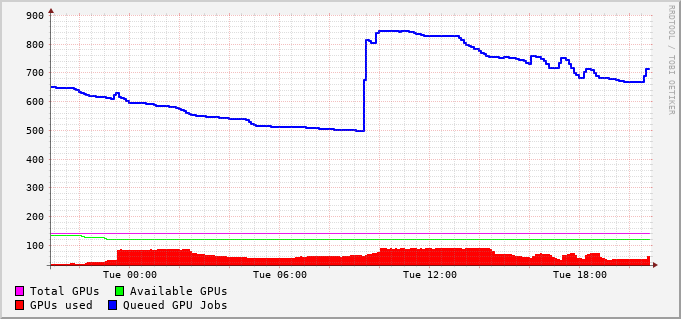 900
800
700
600
500
400
300
200
100
Tue 00:00 Tue 06:00 Tue 12:00 Tue 18:00
Total GPUs Available GPUs
GPUs used Queued GPU Jobs
RRDTOOL / TOBI OETIKER